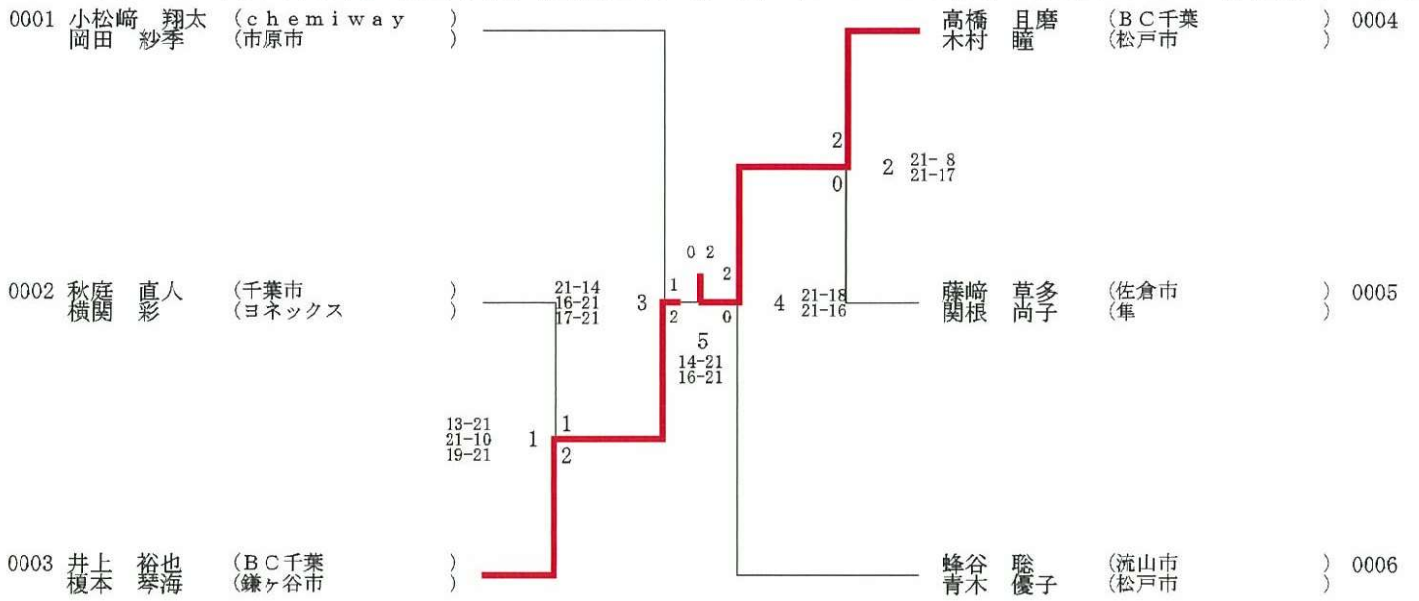 0001 小松﨑 翔太 (chemiway )
岡田 紗季 (市原市 )
高橋 且磨 (BC千葉 ) 0004
木村 瞳 (松戸市 )
2
2 21- 8
21-17
0
0 2
0002 秋庭 直人 (千葉市 )
横関 彩 (ヨネックス )
21-14
16-21
17-21
3
1
2
2
0
4
21-18
21-16
藤﨑 草多 (佐倉市 ) 0005
関根 尚子 (隼 )
5
14-21
16-21
13-21
21-10
19-21
1
1
2
0003 井上 裕也 (BC千葉 )
榎本 琴海 (鎌ヶ谷市 )
蜂谷 聡 (流山市 ) 0006
青木 優子 (松戸市 )